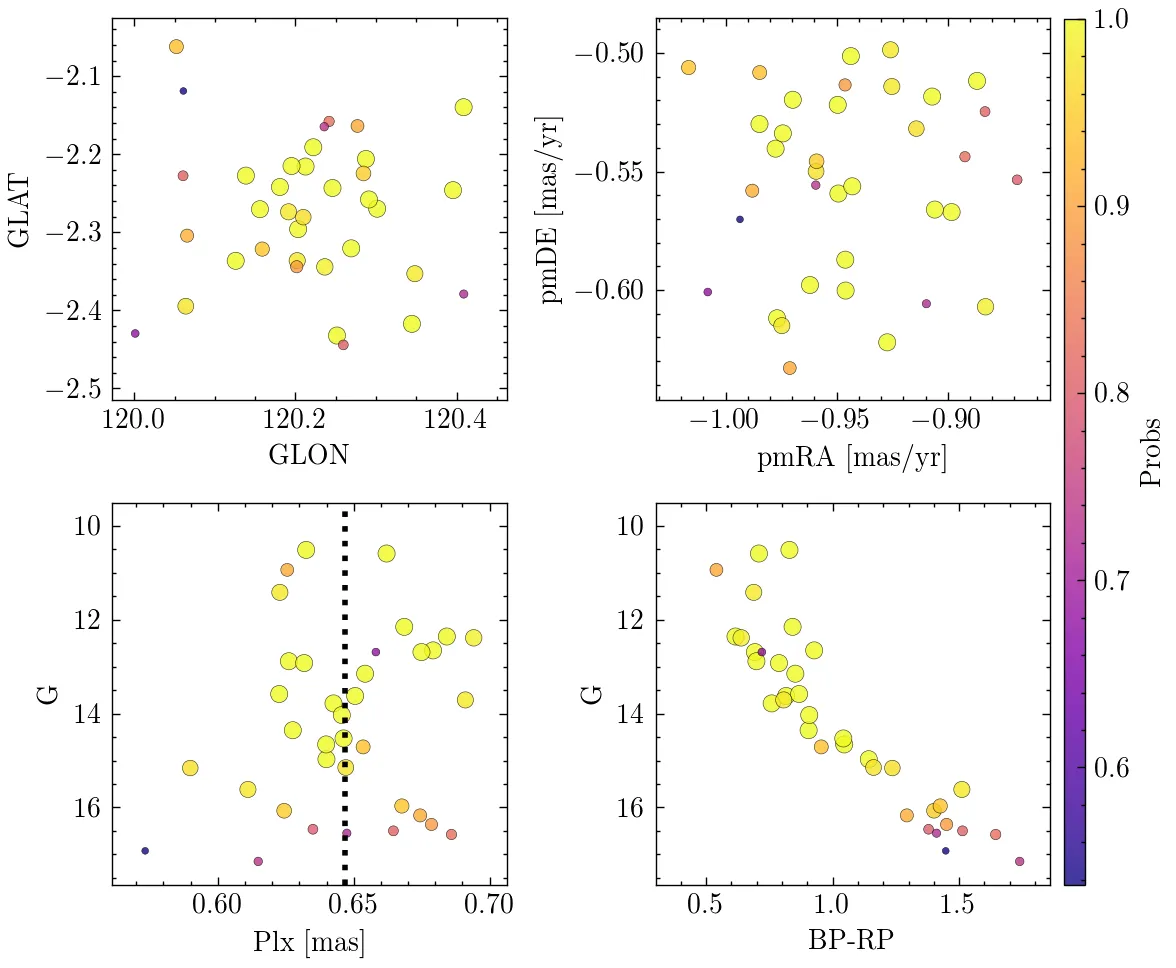 −2.1
−2.2
−2.3
−2.4
−2.5
GLAT
120.0 120.2 120.4
GLON
−0.50
−0.55
−0.60
pmDE [mas/yr]
−1.00 −0.95 −0.90
pmRA [mas/yr]
10
12
14
16
G
0.60 0.65 0.70
Plx [mas]
10
12
14
16
G
0.5 1.0 1.5
BP-RP
1.0
0.9
0.8
0.7
0.6
Probs